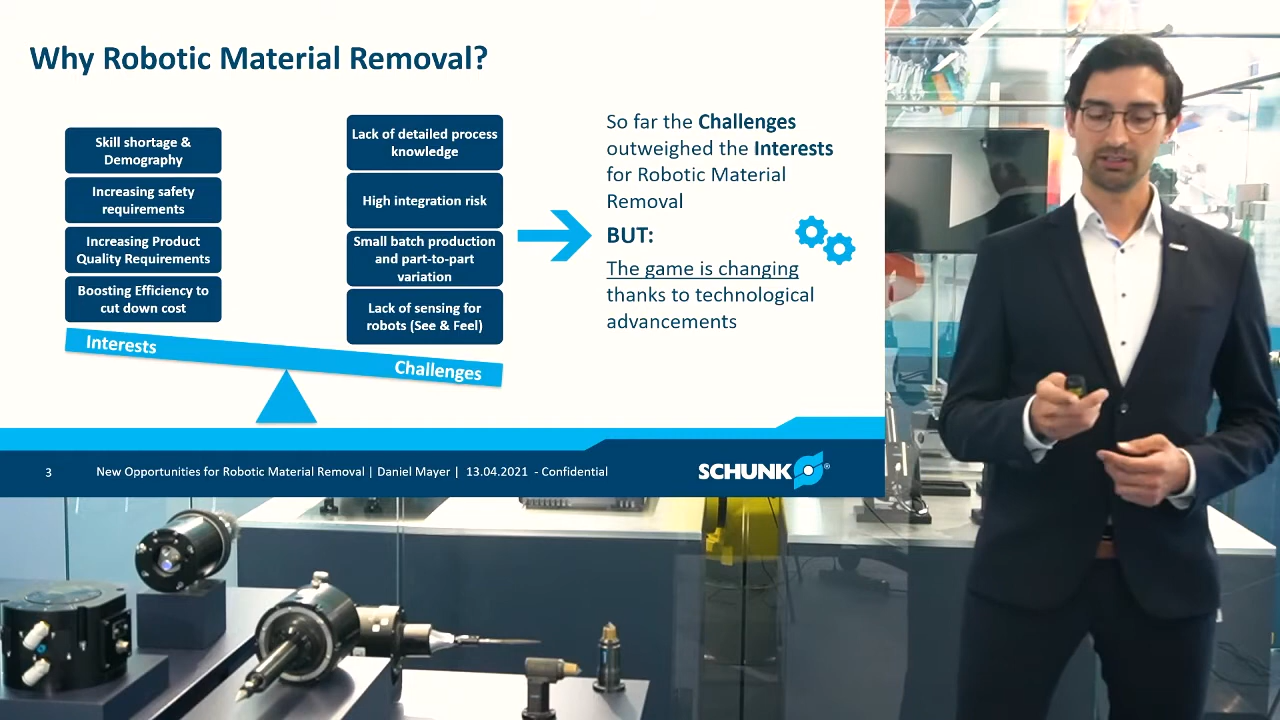 Why Robotic Material Removal?
Skill shortage &
Demography
Increasing safety
requirements
Increasing Product
Quality Requirements
Boosting Efficiency to
cut down cost
Interests
Lack of detailed process
knowledge
High integration risk
Small batch production
and part-to-part
variation
Lack of sensing for
robots (See & Feel)
Challenges
So far the Challenges
outweighed the Interests
for Robotic Material
Removal
BUT:
The game is changing
thanks to technological
advancements
3 New Opportunities for Robotic Material Removal | Daniel Mayer | 13.04.2021 - Confidential
SCHUNK ®